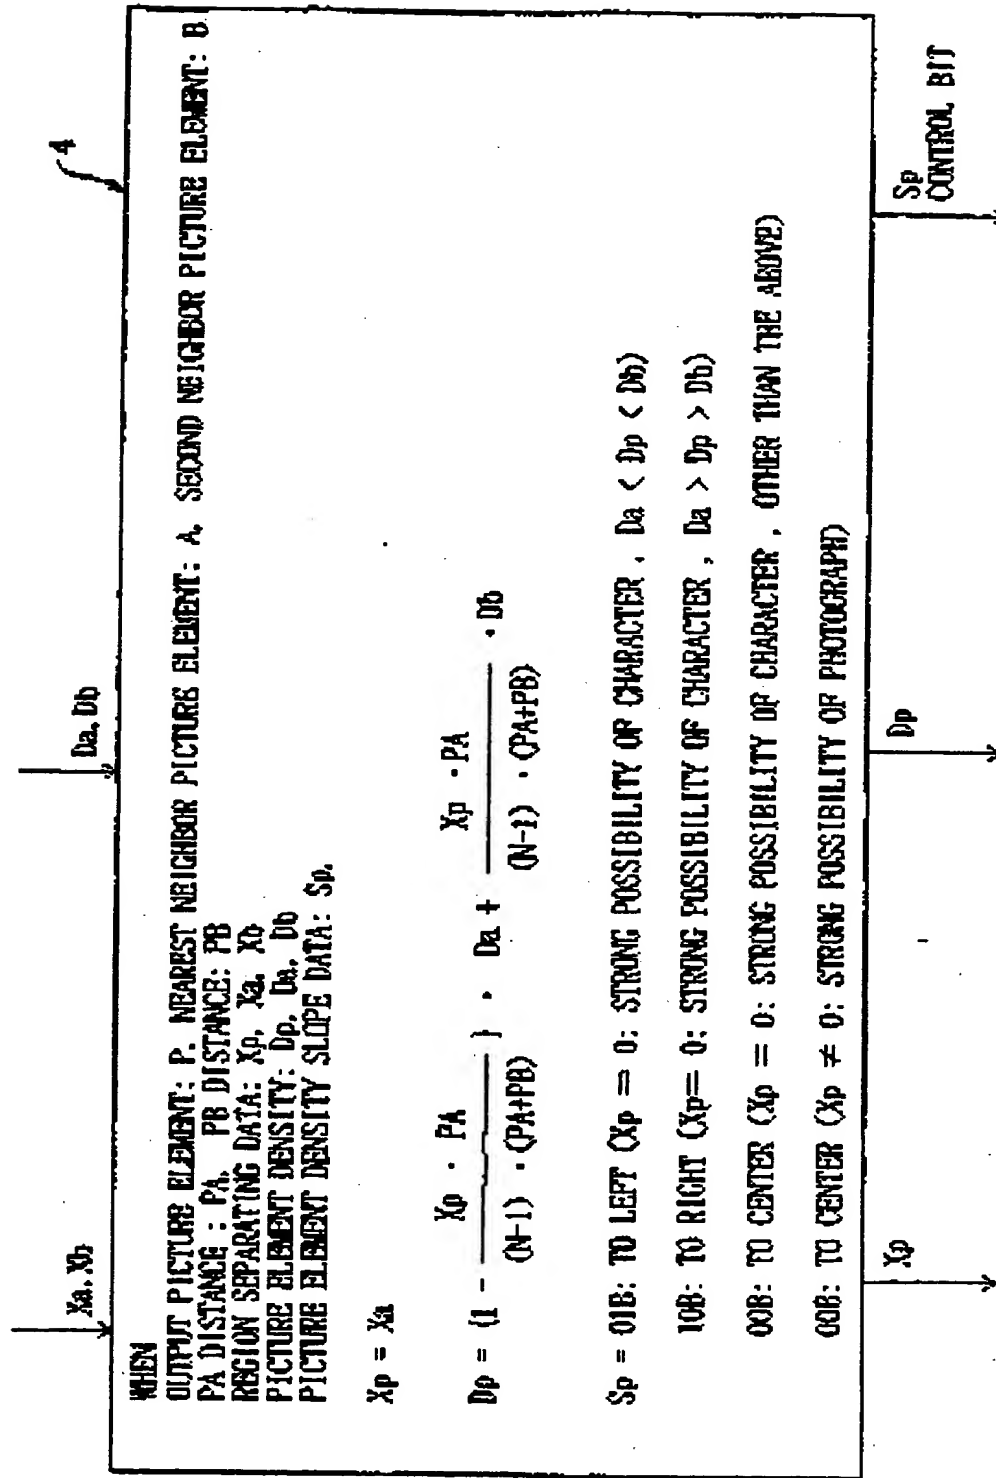 4
Xa, Xb
Da, Db
WHEN
OUTPUT PICTURE ELEMENT: P. NEAREST NEIGHBOR PICTURE ELEMENT: A, SECOND NEIGHBOR PICTURE ELEMENT: B
PA DISTANCE : PA, PB DISTANCE: PB
REGION SEPARATING DATA: Xp, Xa, Xb
PICTURE ELEMENT DENSITY: Dp, Da, Db
PICTURE ELEMENT DENSITY SLOPE DATA: Sp.
Xp = Xa
Xp · PA Xp · PA
Dp = {1 - ――― } · Da + ――― · Db
(N-1) · (PA+PB) (N-1) · (PA+PB)
Sp = 01B: TO LEFT (Xp = 0: STRONG POSSIBILITY OF CHARACTER , Da < Dp < Db)
10B: TO RIGHT (Xp = 0: STRONG POSSIBILITY OF CHARACTER , Da > Dp > Db)
00B: TO CENTER (Xp = 0: STRONG POSSIBILITY OF CHARACTER , OTHER THAN THE ABOVE)
00B: TO CENTER (Xp ≠ 0: STRONG POSSIBILITY OF PHOTOGRAPH)
Xp
Dp
Sp
CONTROL BIT